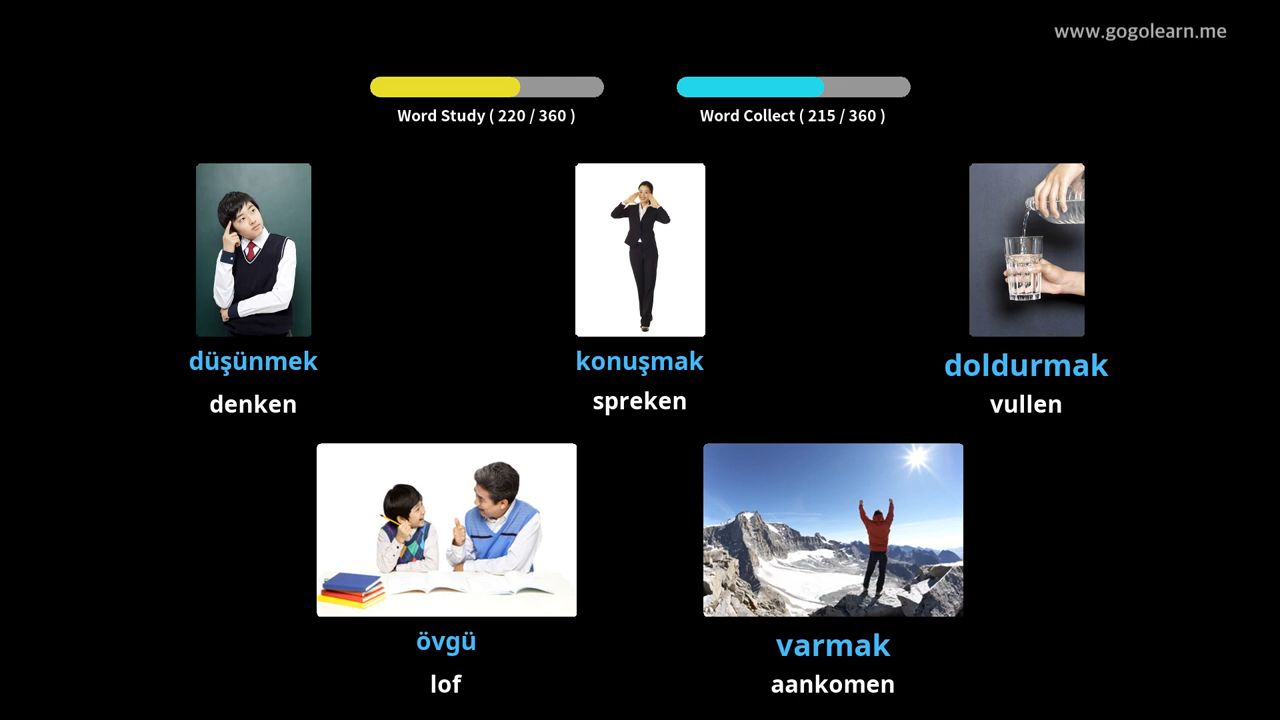 www.gogolearn.me
Word Study ( 220 / 360 )
Word Collect ( 215 / 360 )
düşünmek
denken
konuşmak
spreken
doldurmak
vullen
övgü
lof
varmak
aankomen